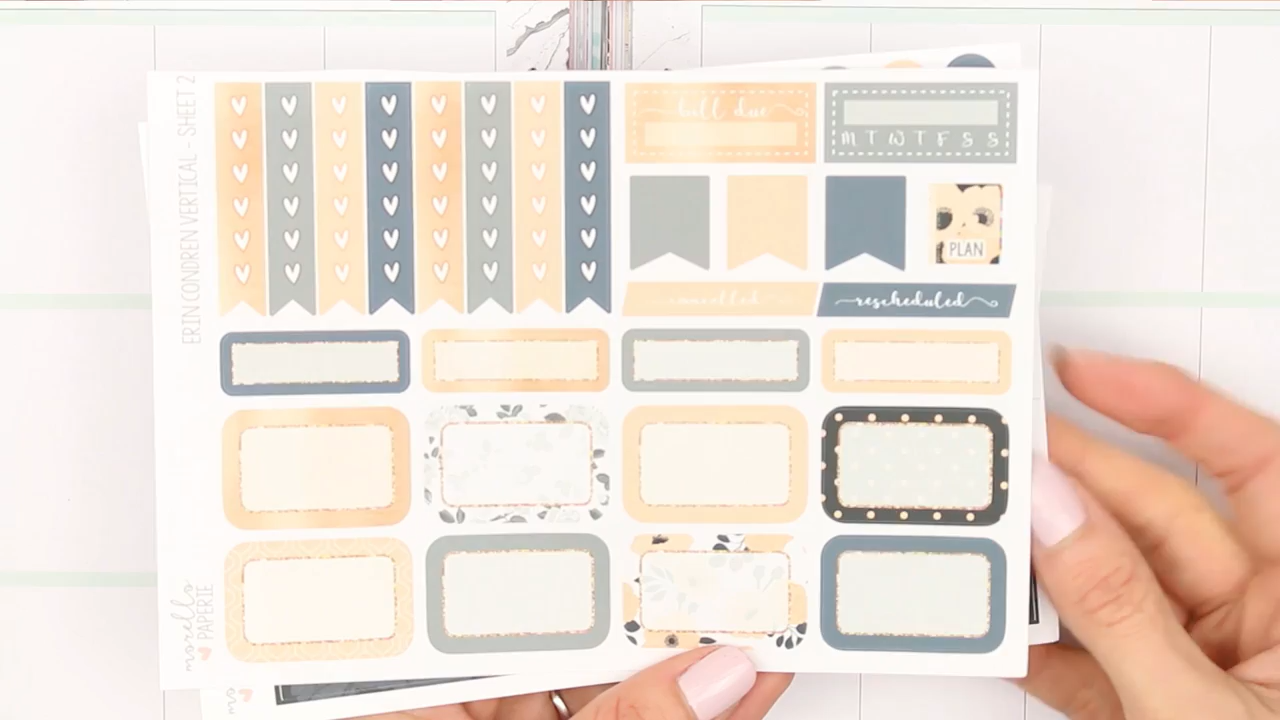 ERIN CONDREN VERTICAL - SHEET 2
bill due
M T W T F S S
PLAN
cancelled
rescheduled
morello
PAPERIE